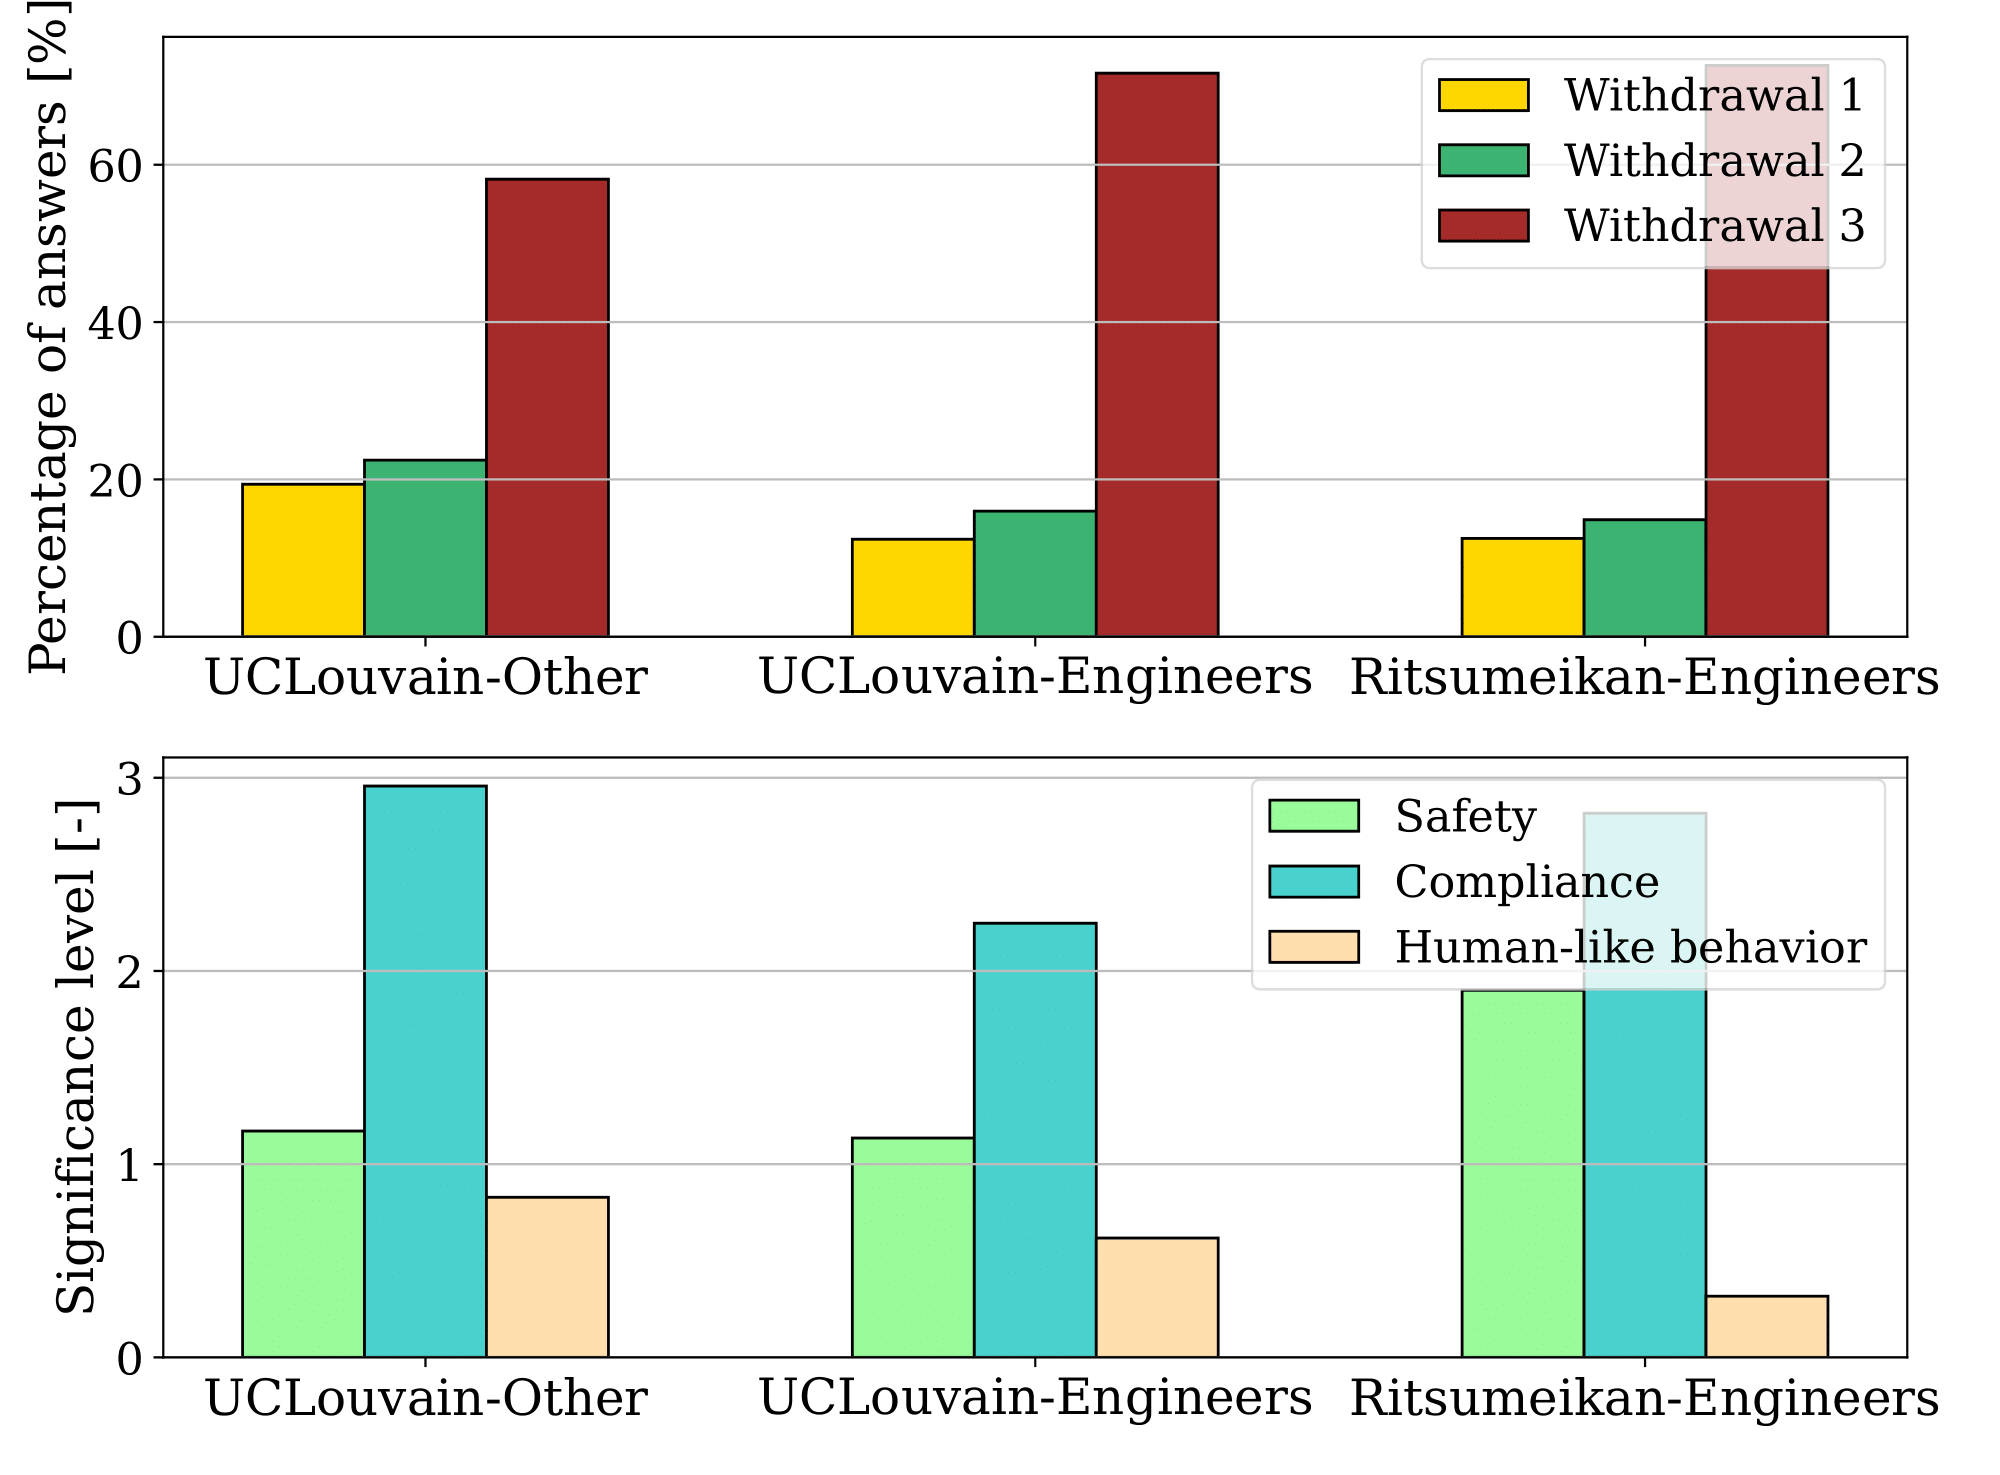 Percentage of answers [%]
60
40
20
0
Withdrawal 1
Withdrawal 2
Withdrawal 3
UCLouvain-Other
UCLouvain-Engineers
Ritsumeikan-Engineers
Significance level [-]
3
2
1
0
Safety
Compliance
Human-like behavior
UCLouvain-Other
UCLouvain-Engineers
Ritsumeikan-Engineers